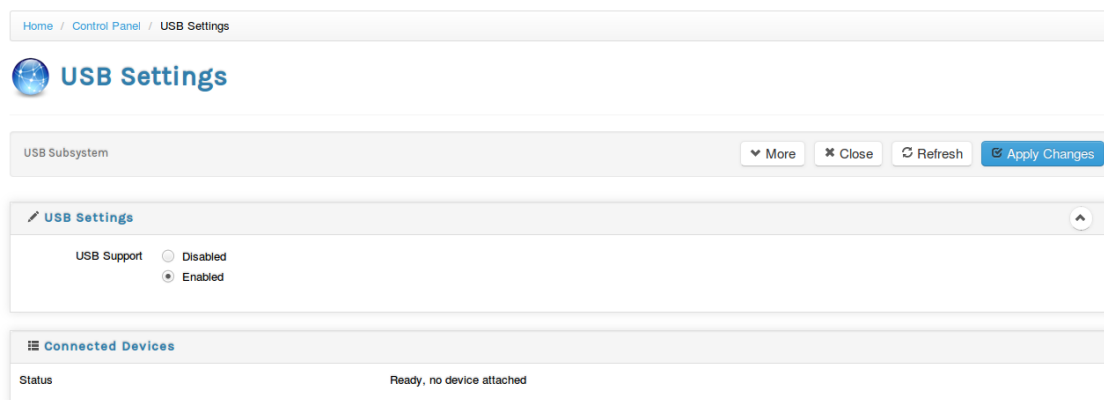 Home / Control Panel / USB Settings
USB Settings
USB Subsystem More Close Refresh Apply Changes
USB Settings
USB Support Disabled
Enabled
Connected Devices
Status Ready, no device attached